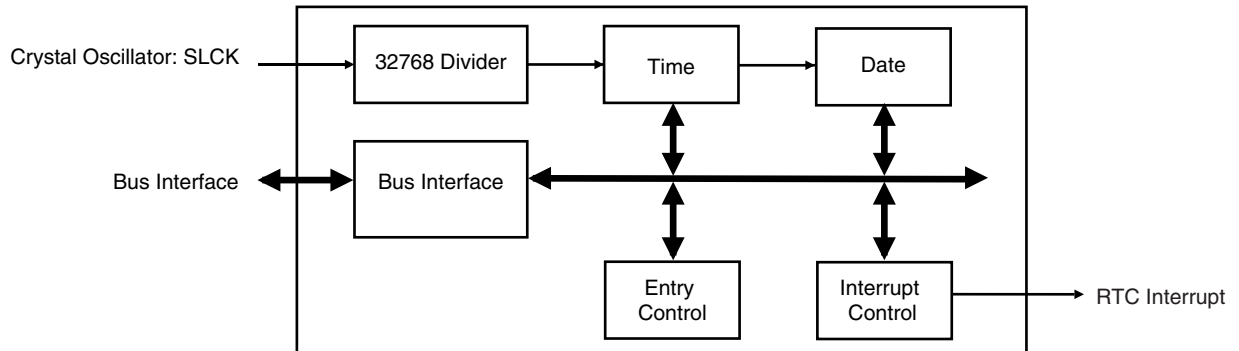 Crystal Oscillator: SLCK
32768 Divider
Time
Date
Bus Interface
Bus Interface
Entry
Control
Interrupt
Control
RTC Interrupt